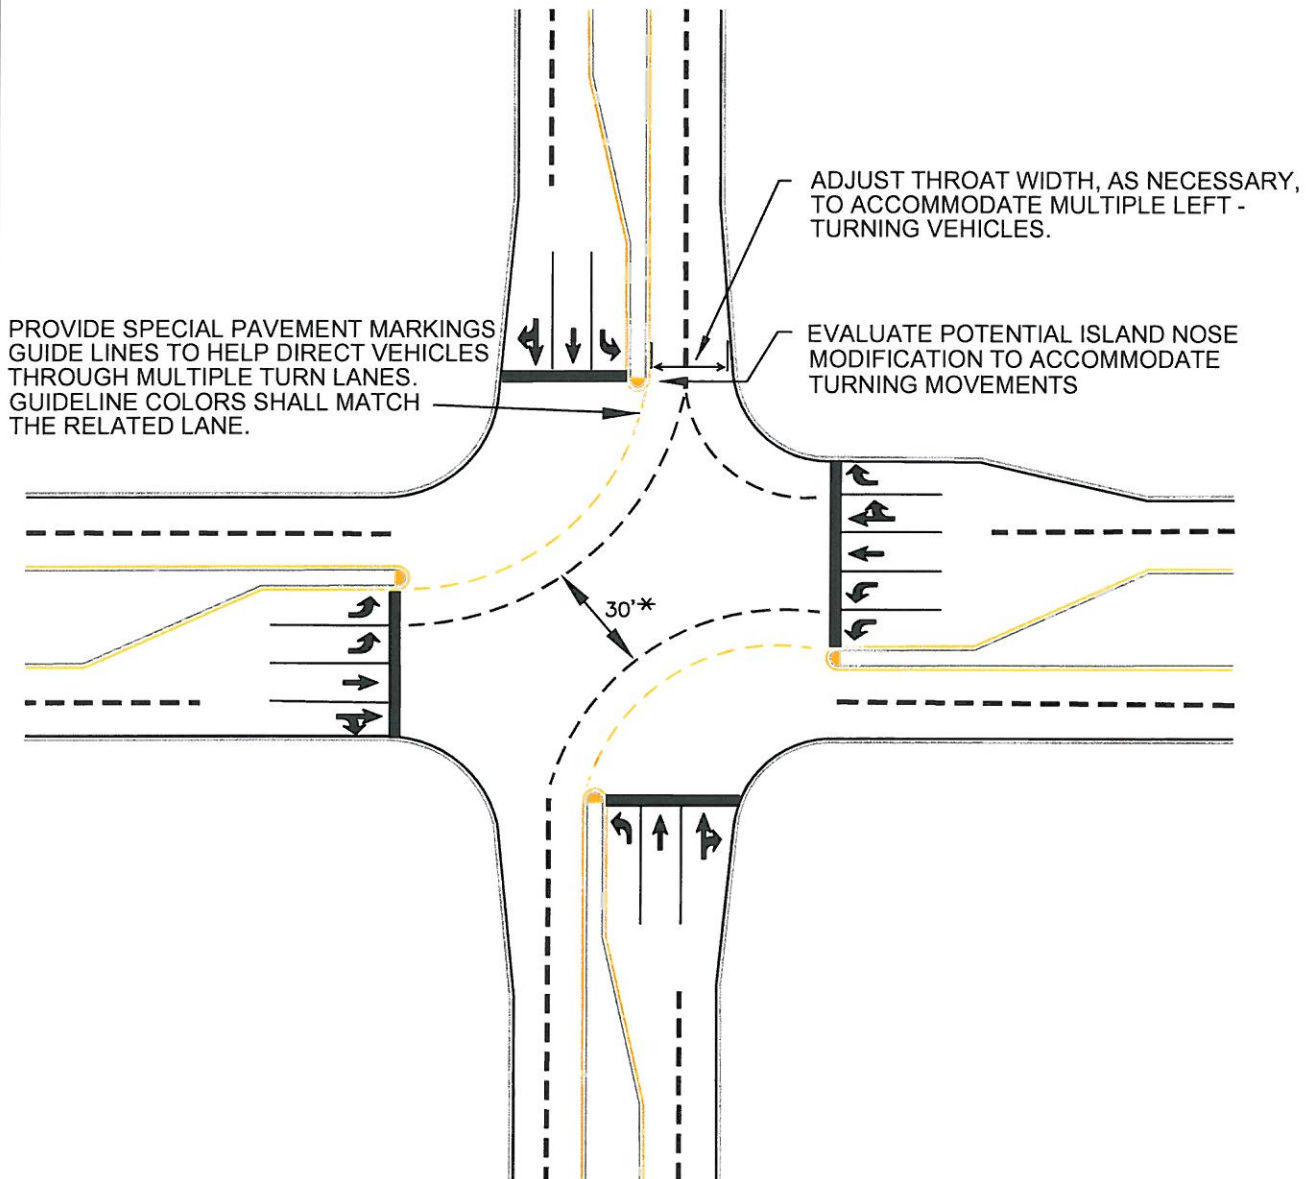 ADJUST THROAT WIDTH, AS NECESSARY,
TO ACCOMMODATE MULTIPLE LEFT -
TURNING VEHICLES.
PROVIDE SPECIAL PAVEMENT MARKINGS
GUIDE LINES TO HELP DIRECT VEHICLES
THROUGH MULTIPLE TURN LANES.
GUIDELINE COLORS SHALL MATCH
THE RELATED LANE.
EVALUATE POTENTIAL ISLAND NOSE
MODIFICATION TO ACCOMMODATE
TURNING MOVEMENTS
30'*